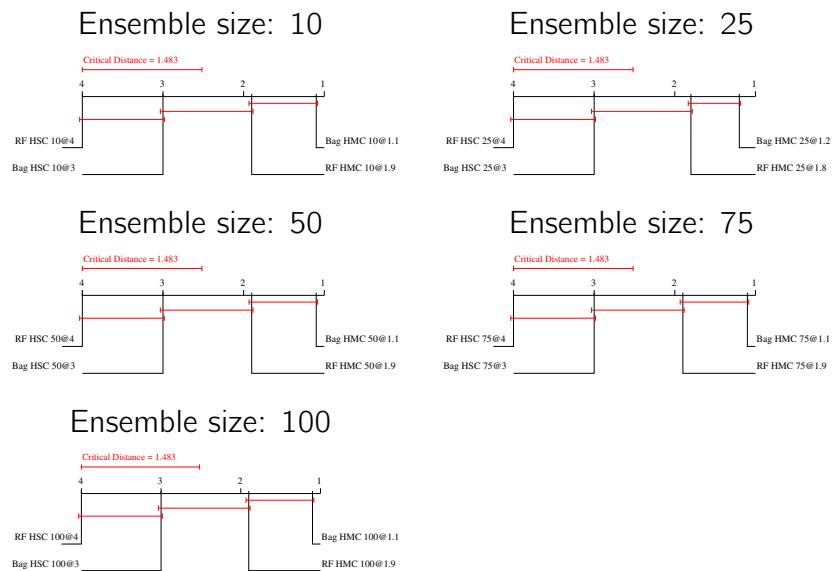 Ensemble size: 10
Critical Distance = 1.483
4 3 2 1
RF HSC 10@4
Bag HMC 10@1.1
Bag HSC 10@3
RF HMC 10@1.9
Ensemble size: 25
Critical Distance = 1.483
4 3 2 1
RF HSC 25@4
Bag HMC 25@1.2
Bag HSC 25@3
RF HMC 25@1.8
Ensemble size: 50
Critical Distance = 1.483
4 3 2 1
RF HSC 50@4
Bag HMC 50@1.1
Bag HSC 50@3
RF HMC 50@1.9
Ensemble size: 75
Critical Distance = 1.483
4 3 2 1
RF HSC 75@4
Bag HMC 75@1.1
Bag HSC 75@3
RF HMC 75@1.9
Ensemble size: 100
Critical Distance = 1.483
4 3 2 1
RF HSC 100@4
Bag HMC 100@1.1
Bag HSC 100@3
RF HMC 100@1.9